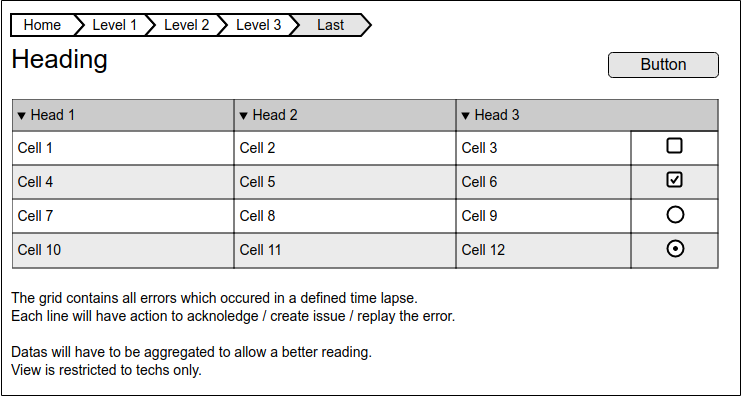 Home Level 1 Level 2 Level 3 Last
Heading
Button
Head 1 Head 2 Head 3
Cell 1 Cell 2 Cell 3
Cell 4 Cell 5 Cell 6
Cell 7 Cell 8 Cell 9
Cell 10 Cell 11 Cell 12
The grid contains all errors which occured in a defined time lapse.
Each line will have action to acknoledge / create issue / replay the error.
Datas will have to be aggregated to allow a better reading.
View is restricted to techs only.